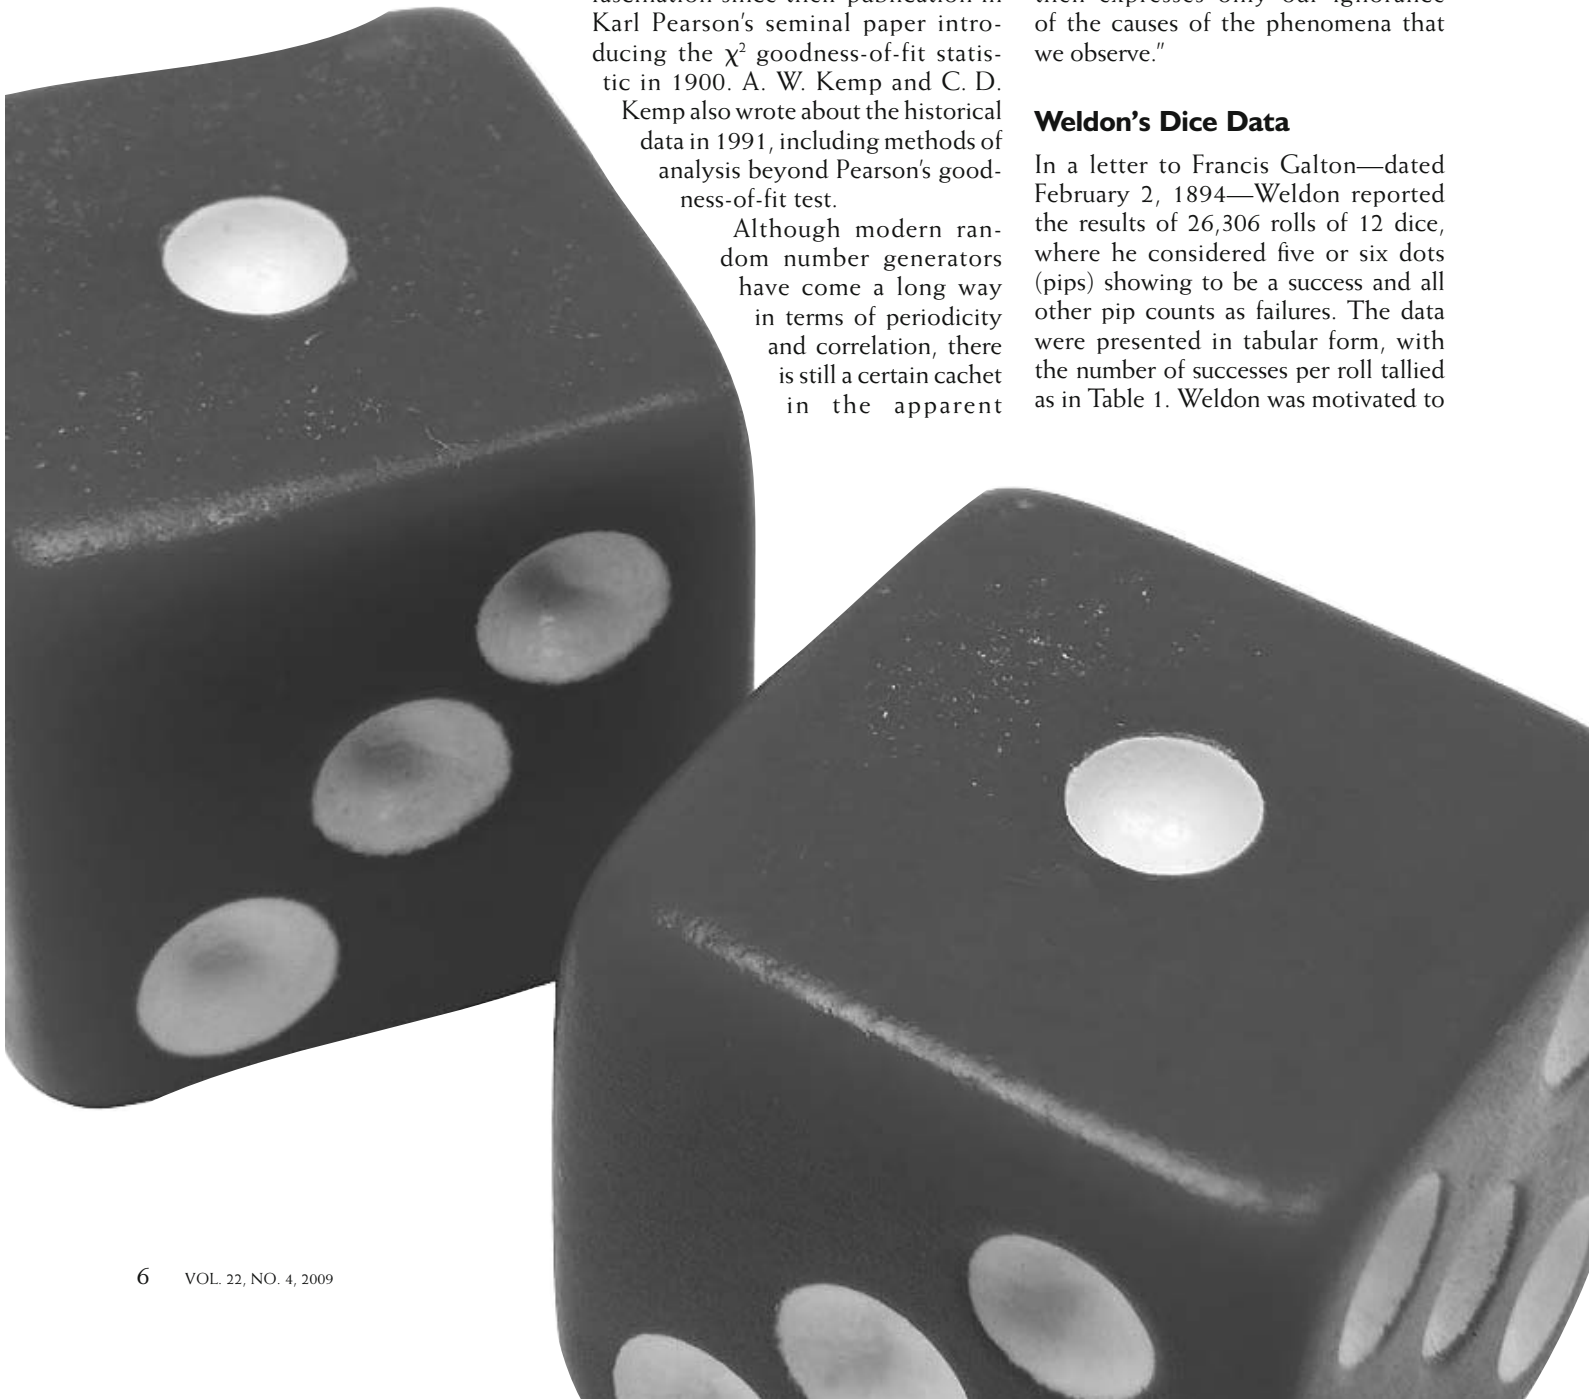 Karl Pearson's seminal paper intro-
ducing the χ² goodness-of-fit statis-
tic in 1900. A. W. Kemp and C. D.
Kemp also wrote about the historical
data in 1991, including methods of
analysis beyond Pearson's good-
ness-of-fit test.
Although modern ran-
dom number generators
have come a long way
in terms of periodicity
and correlation, there
is still a certain cachet
in the apparent
of the causes of the phenomena that
we observe."
Weldon's Dice Data
In a letter to Francis Galton—dated
February 2, 1894—Weldon reported
the results of 26,306 rolls of 12 dice,
where he considered five or six dots
(pips) showing to be a success and all
other pip counts as failures. The data
were presented in tabular form, with
the number of successes per roll tallied
as in Table 1. Weldon was motivated to
6 VOL. 22, NO. 4, 2009